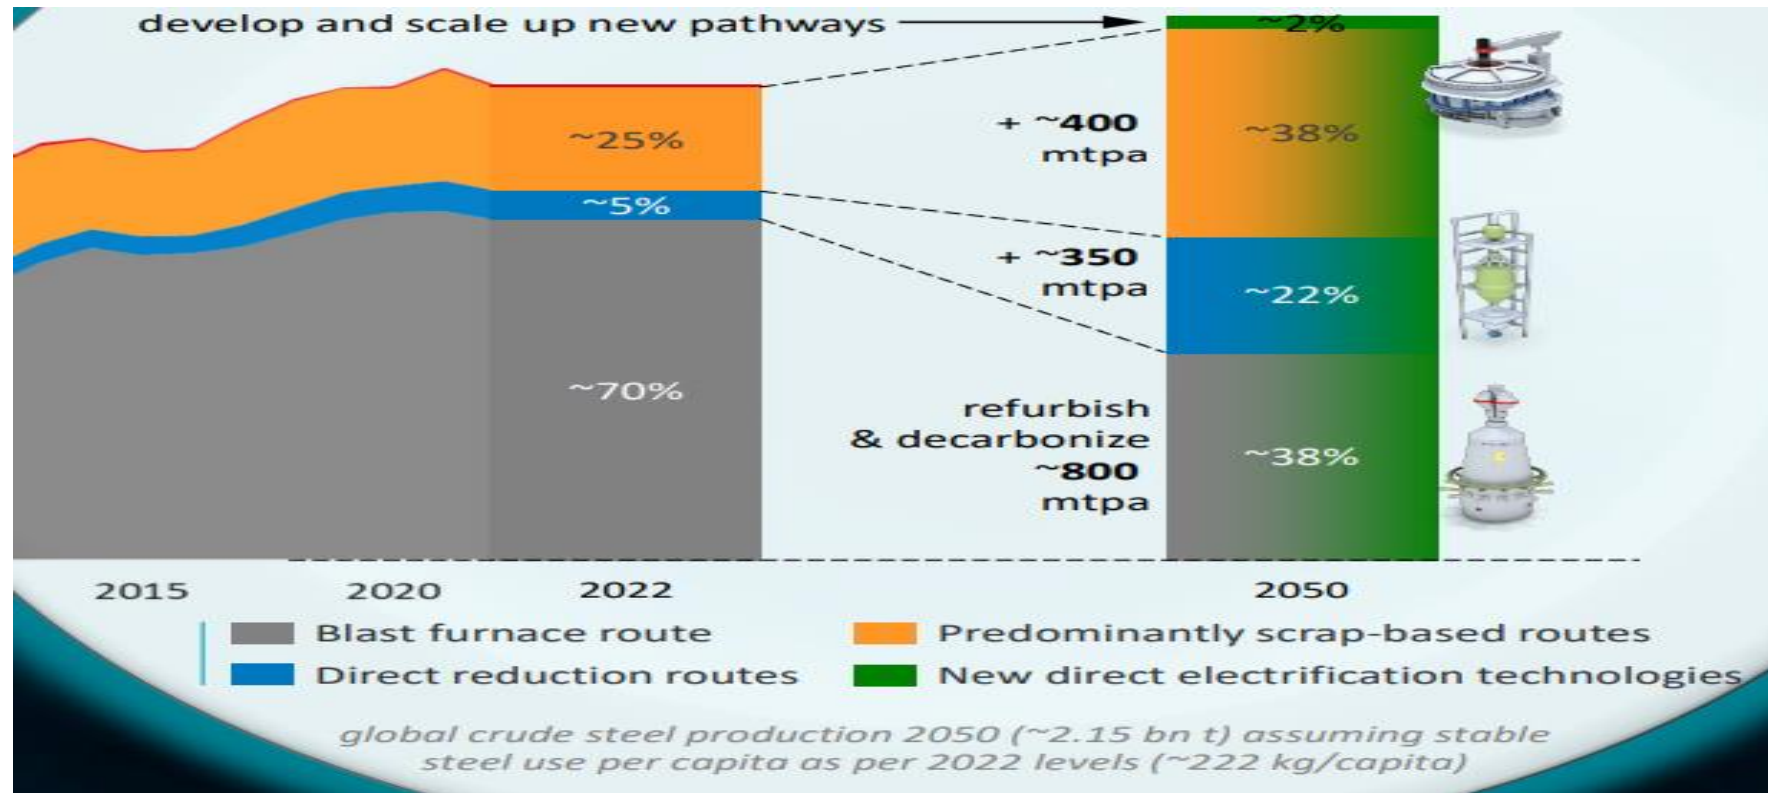 develop and scale up new pathways
~2%
+ ~400
mtpa
~38%
~25%
~5%
+ ~350
mtpa
~22%
~70%
refurbish
& decarbonize
~800
mtpa
~38%
2015
2020
2022
2050
Blast furnace route
Predominantly scrap-based routes
Direct reduction routes
New direct electrification technologies
global crude steel production 2050 (~2.15 bn t) assuming stable
steel use per capita as per 2022 levels (~222 kg/capita)